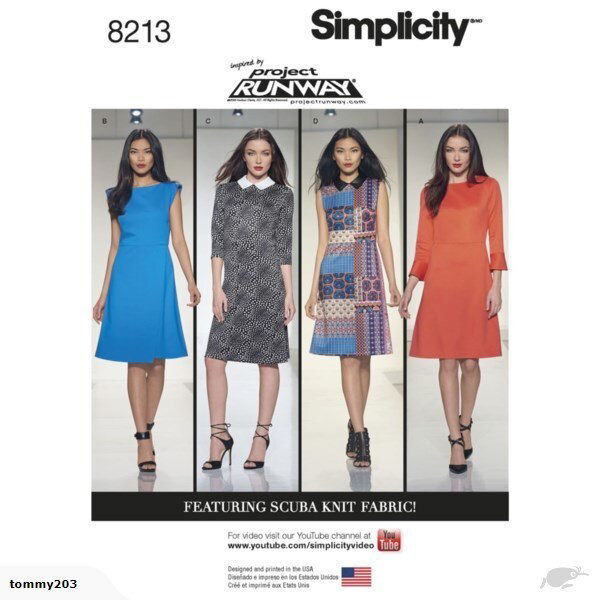 8213
Simplicity
inspired by
project
RUNWAY
projectrunway.com
B
C
D
A
FEATURING SCUBA KNIT FABRIC!
For video visit our YouTube channel at
www.youtube.com/simplicityvideo
You
Tube
Designed and printed in the USA
Diseñado e impreso en los Estados Unidos
Créé et imprimé aux Etats Unis
tommy203